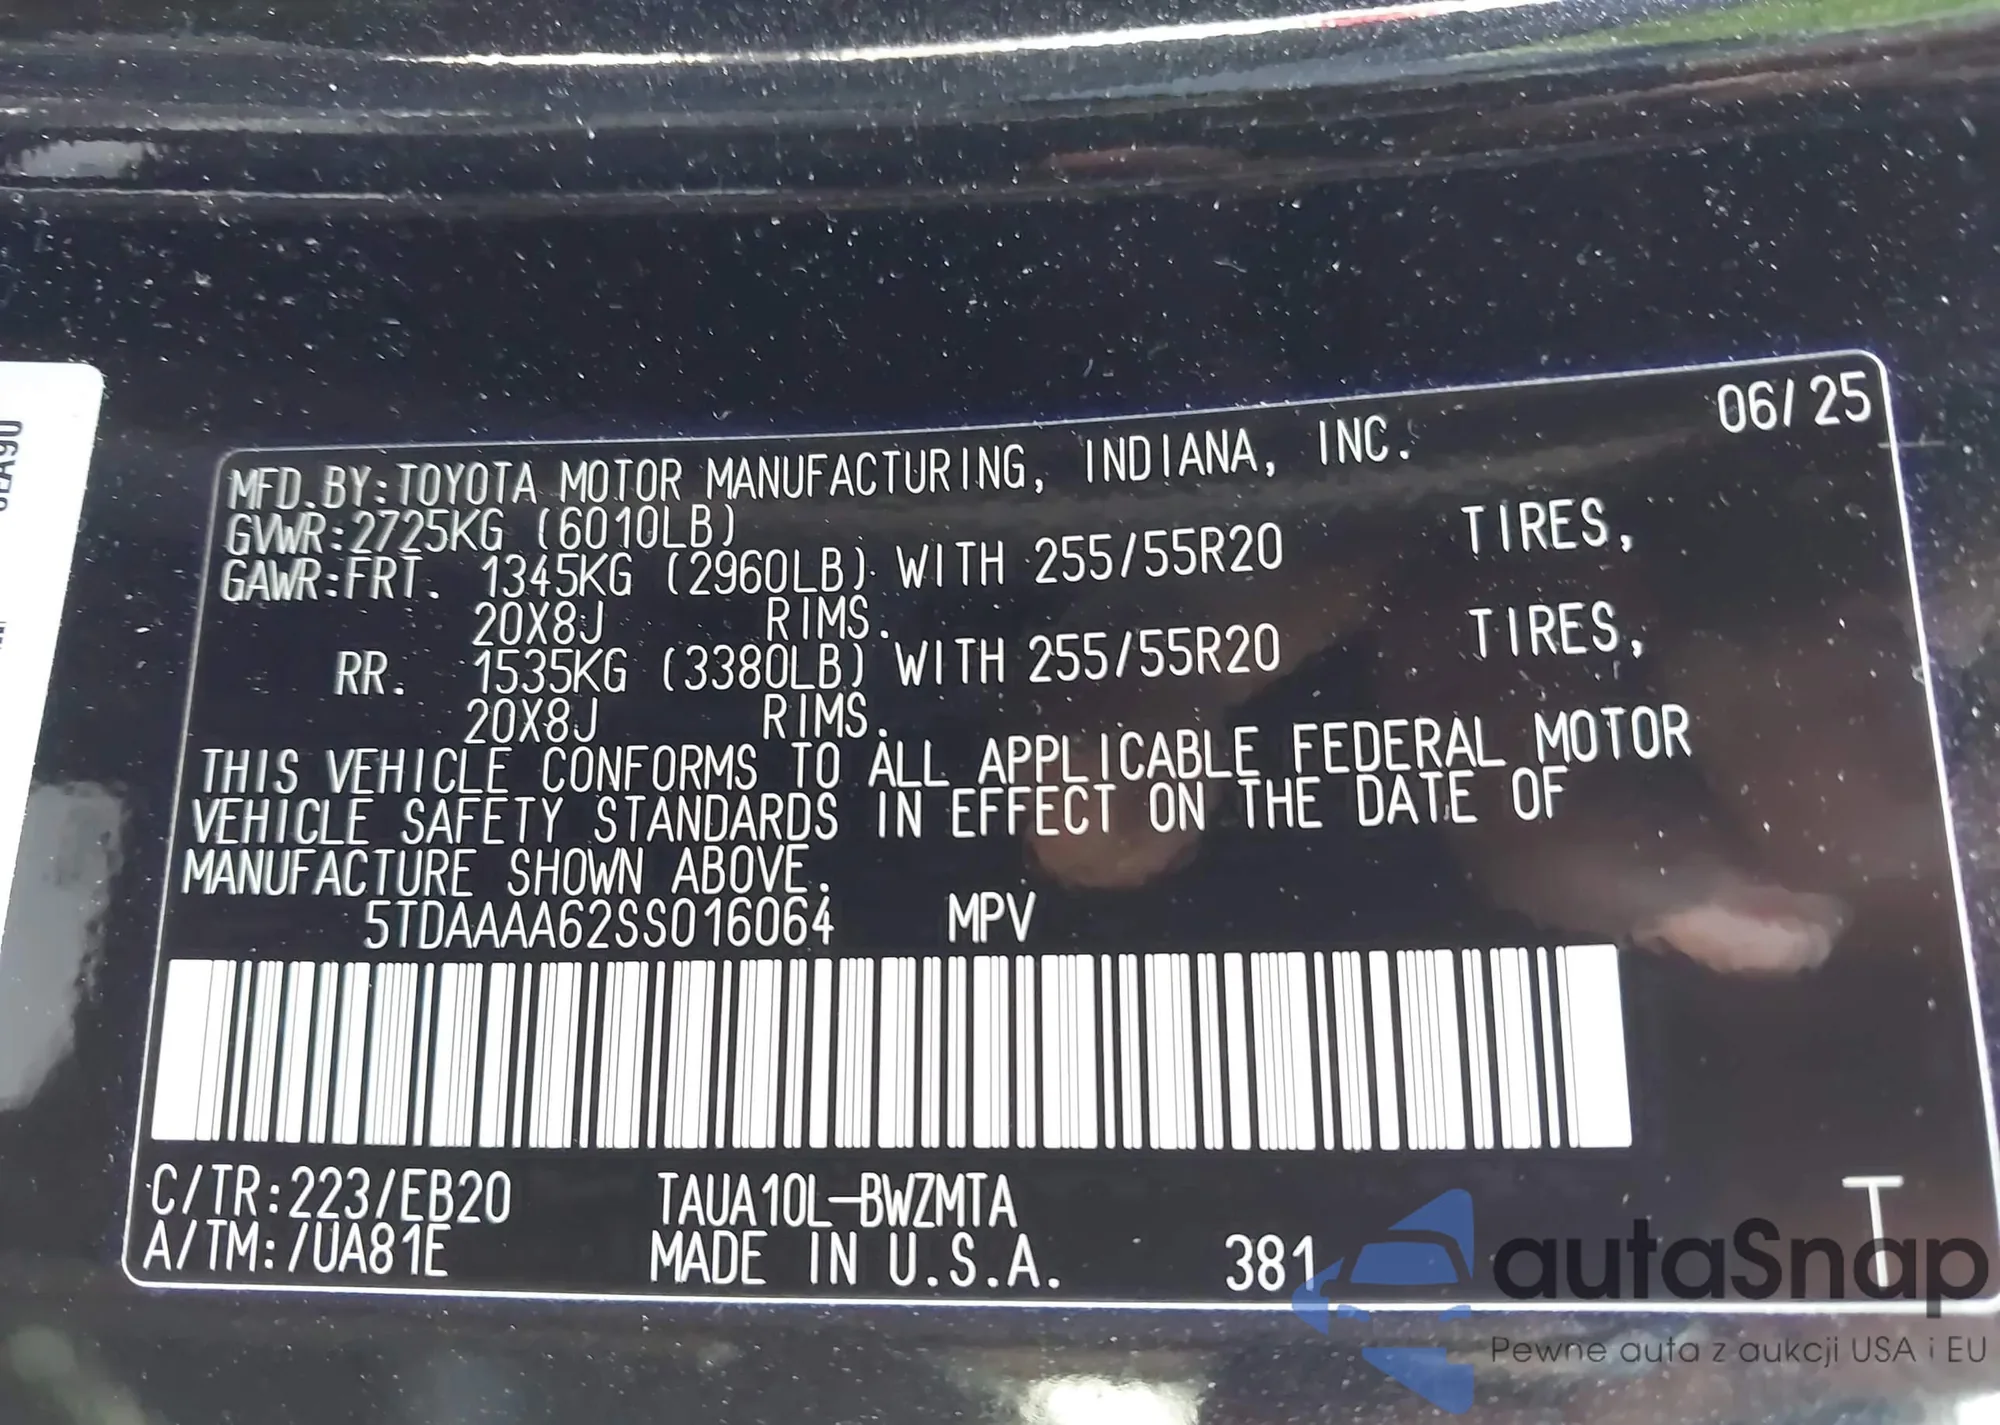 06/25
MFD.BY:TOYOTA MOTOR MANUFACTURING, INDIANA, INC.
GVWR:2725KG (6010LB)
GAWR:FRT. 1345KG (2960LB) WITH 255/55R20 TIRES,
20X8J RIMS.
RR. 1535KG (3380LB) WITH 255/55R20 TIRES,
20X8J RIMS.
THIS VEHICLE CONFORMS TO ALL APPLICABLE FEDERAL MOTOR
VEHICLE SAFETY STANDARDS IN EFFECT ON THE DATE OF
MANUFACTURE SHOWN ABOVE.
5TDAAAA62SS016064 MPV
C/TR:223/EB20 TAUA10L-BWZMTA T
A/TM:/UA81E MADE IN U.S.A. 381
autaSnap
Pewne auta z aukcji USA i EU